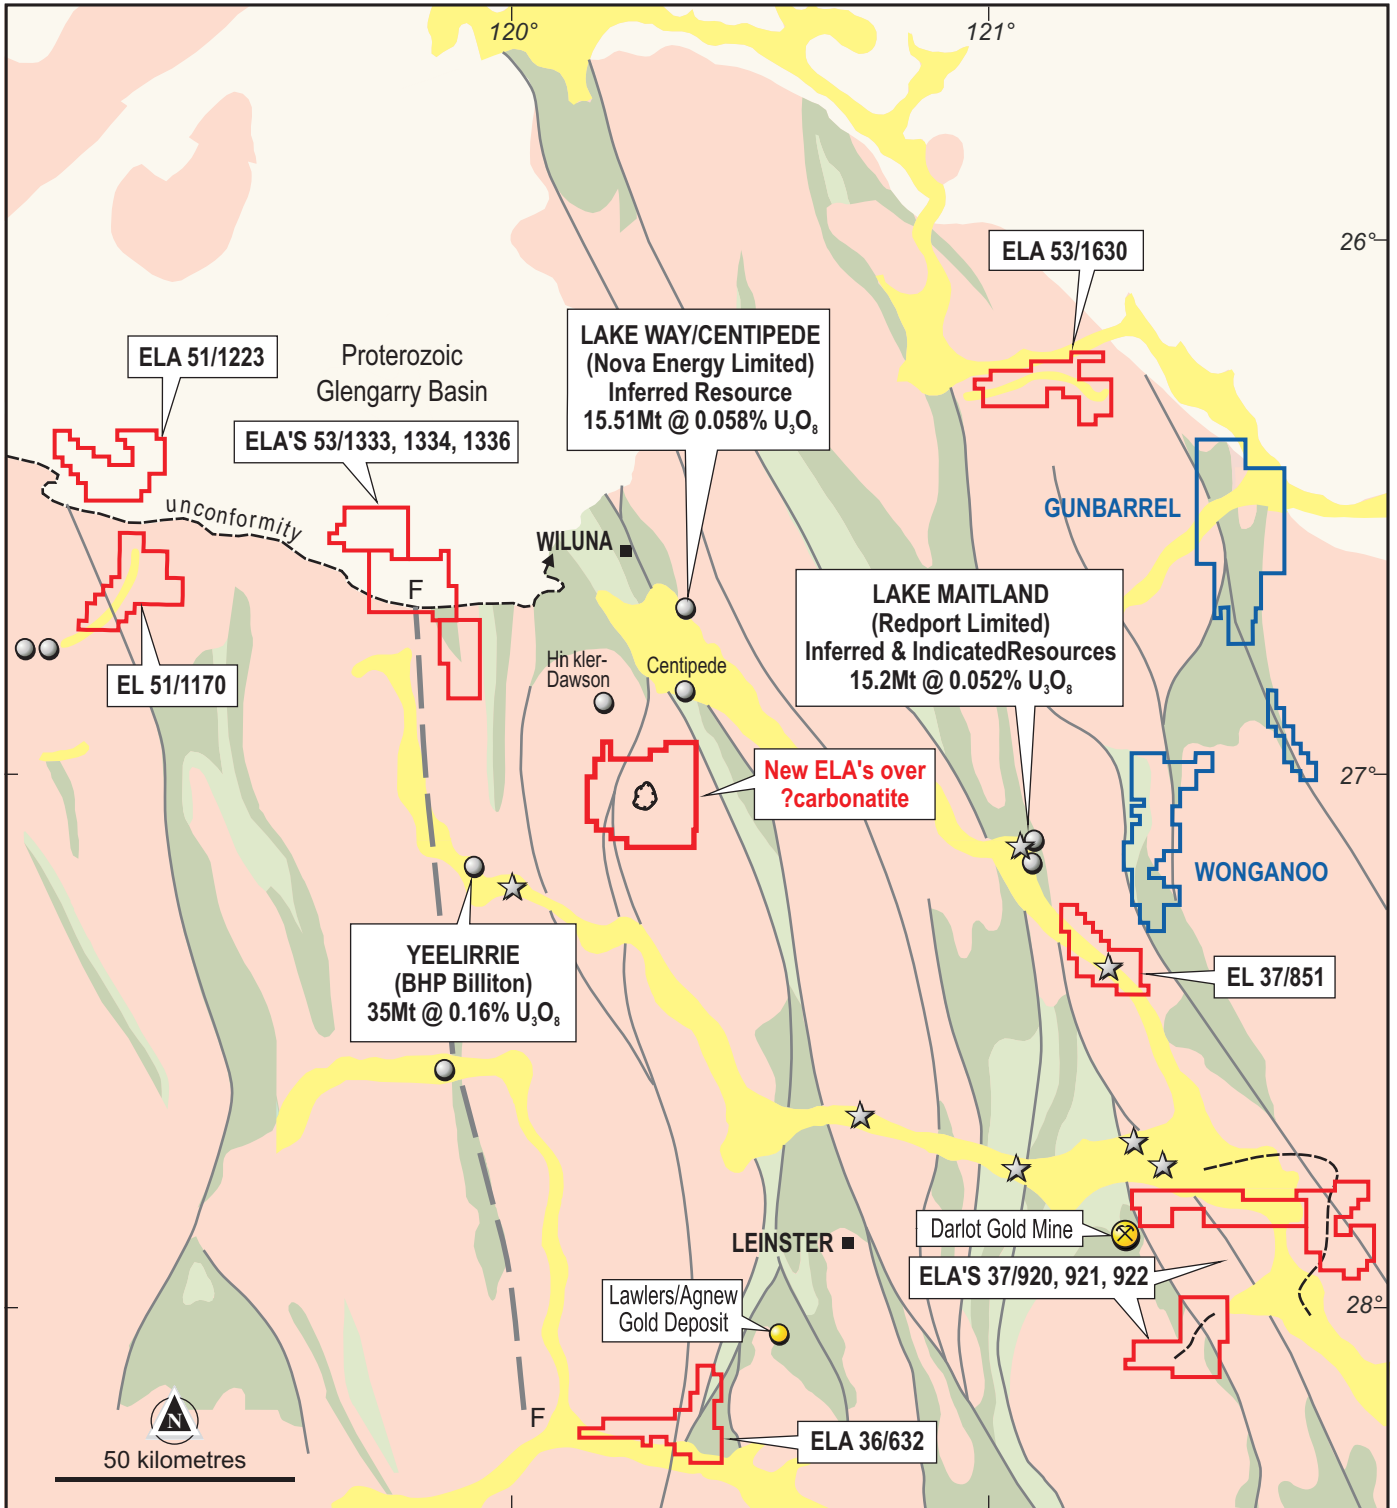 120°
121°
26°
ELA 53/1630
LAKE WAY/CENTIPEDE
(Nova Energy Limited)
Inferred Resource
15.51Mt @ 0.058% U₃O₈
ELA 51/1223
Proterozoic
Glengarry Basin
ELA'S 53/1333, 1334, 1336
unconformity
GUNBARREL
WILUNA
F
LAKE MAITLAND
(Redport Limited)
Inferred & IndicatedResources
15.2Mt @ 0.052% U₃O₈
Hin kler-
Dawson
Centipede
EL 51/1170
New ELA's over
?carbonatite
27°
WONGANOO
YEELIRRIE
(BHP Billiton)
35Mt @ 0.16% U₃O₈
EL 37/851
Darlot Gold Mine
LEINSTER
ELA'S 37/920, 921, 922
Lawlers/Agnew
Gold Deposit
28°
N
F
ELA 36/632
50 kilometres